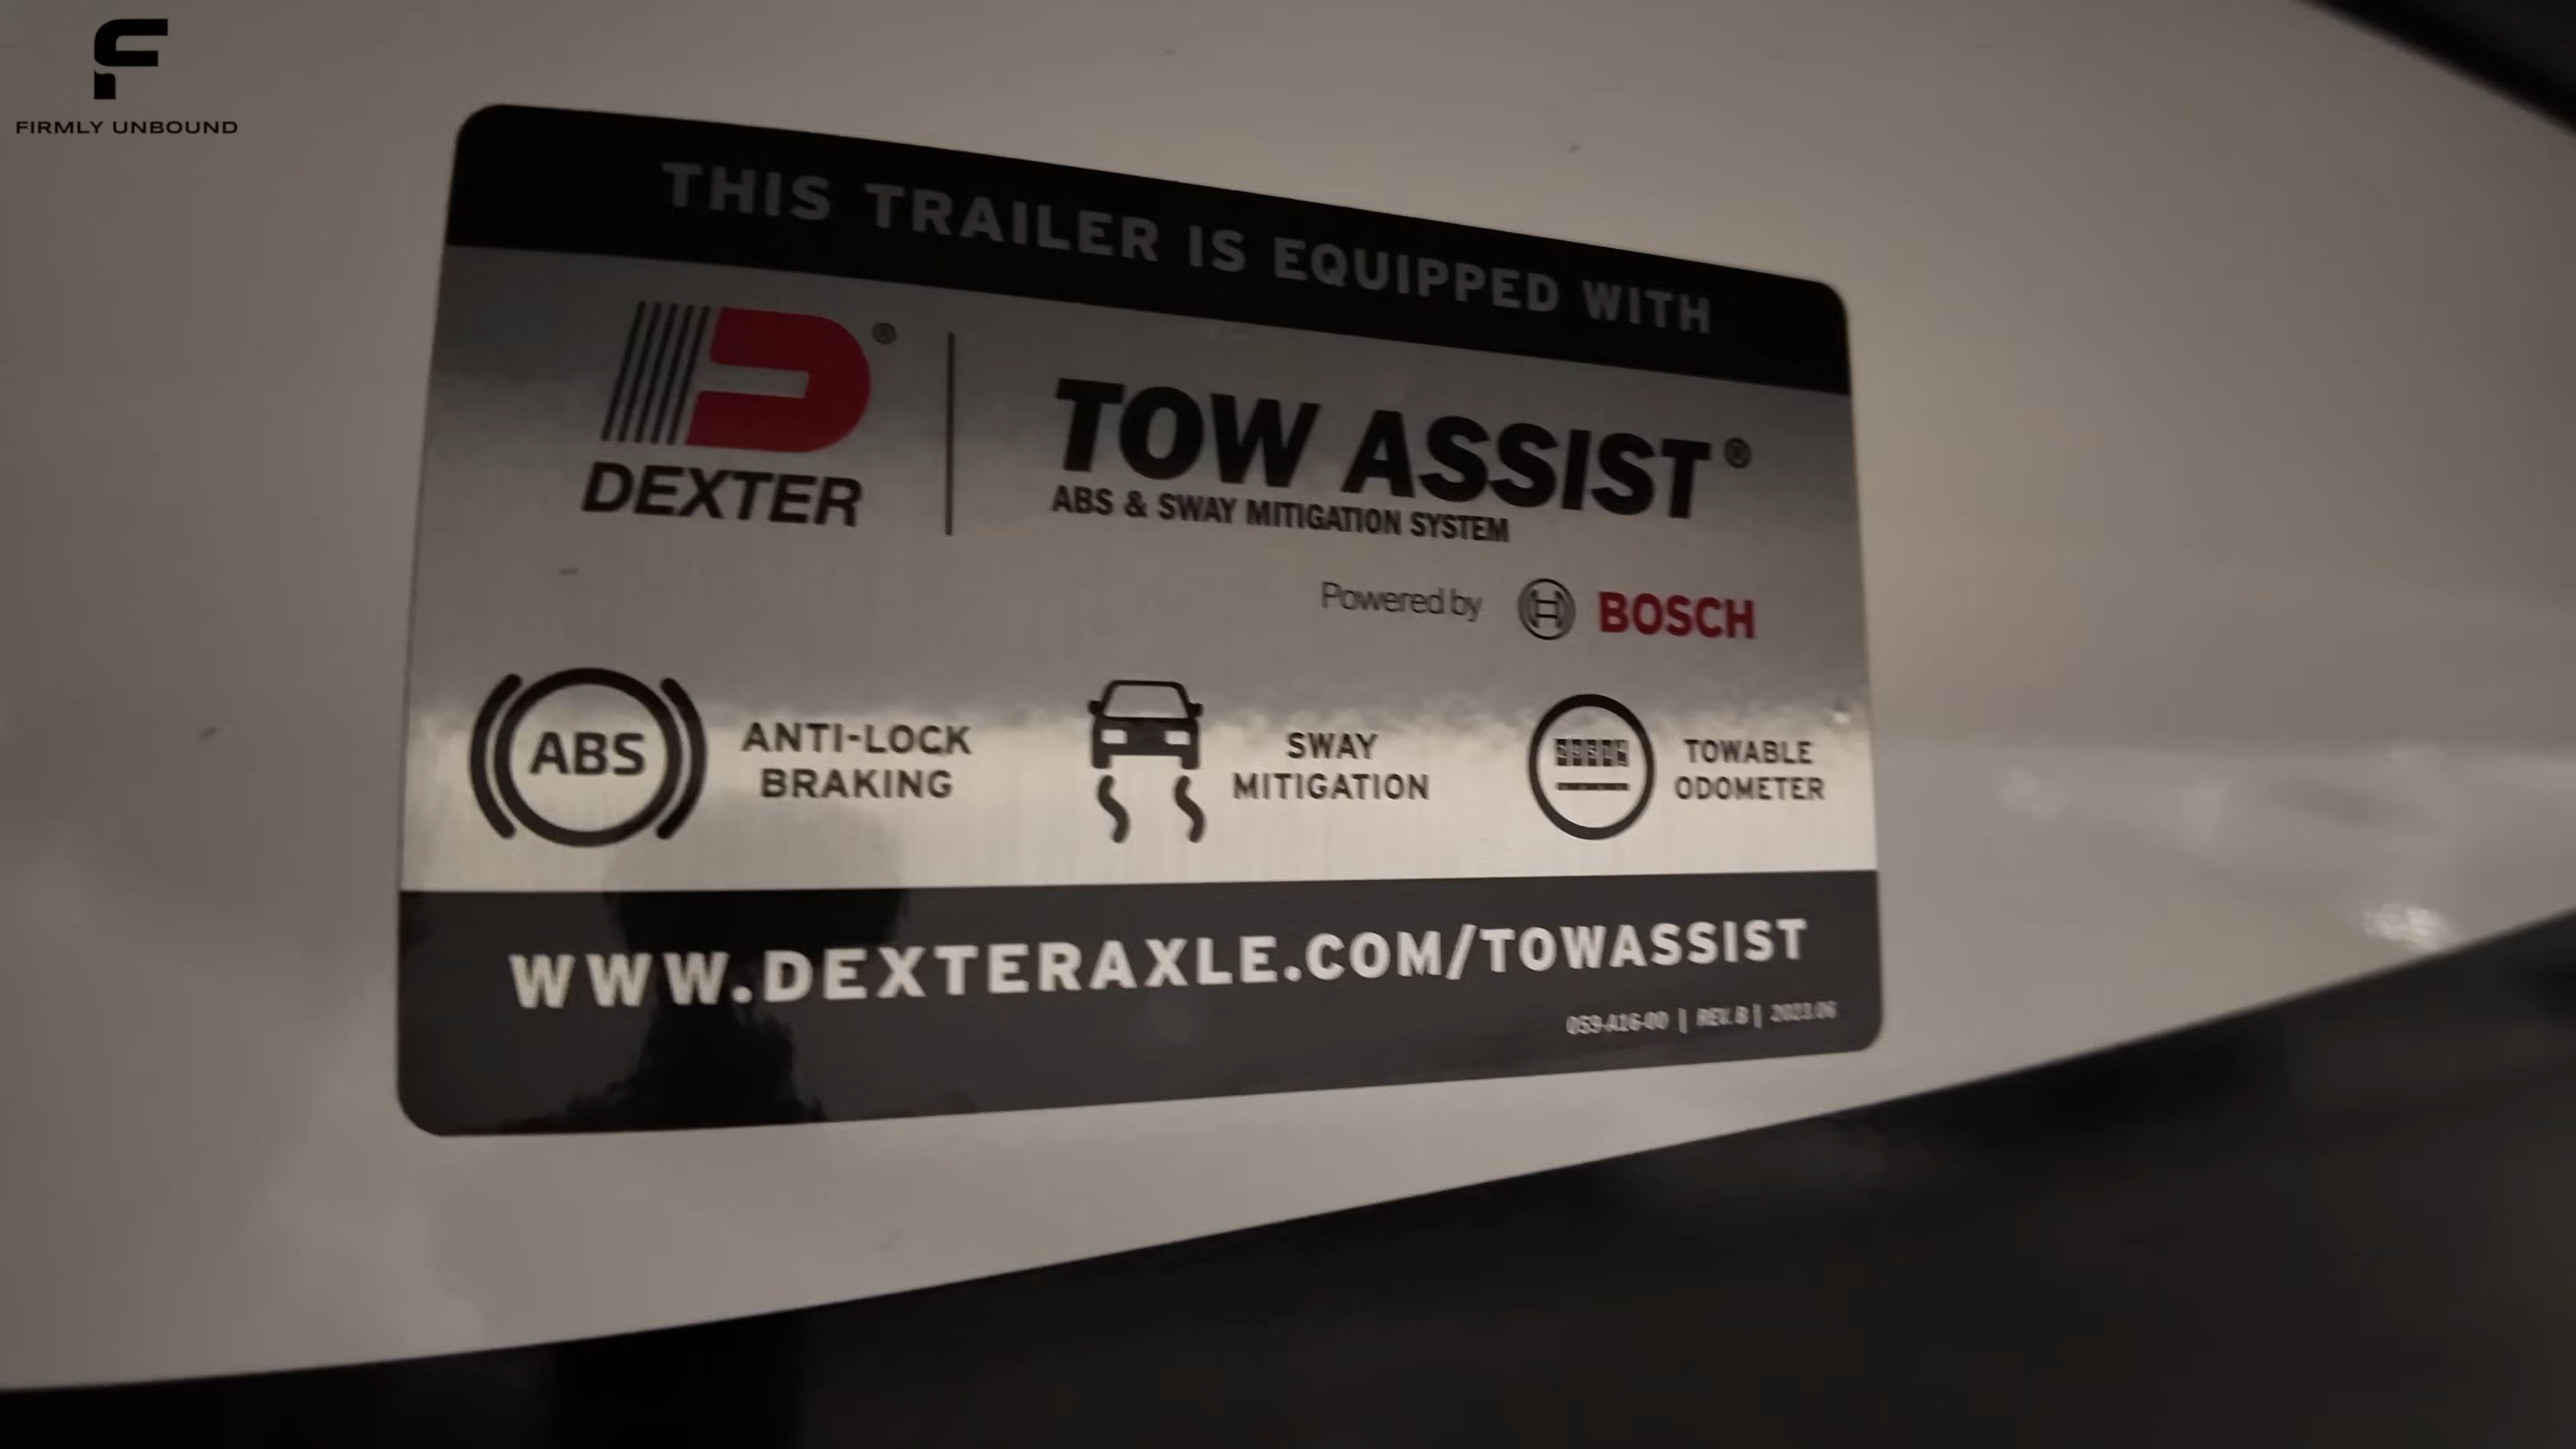 FIRMLY UNBOUND
THIS TRAILER IS EQUIPPED WITH
DEXTER®
TOW ASSIST®
ABS & SWAY MITIGATION SYSTEM
Powered by BOSCH
ABS
ANTI-LOCK
BRAKING
SWAY
MITIGATION
TOWABLE
ODOMETER
WWW.DEXTERAXLE.COM/TOWASSIST
059-A16-00 | REV. B | 2023.06